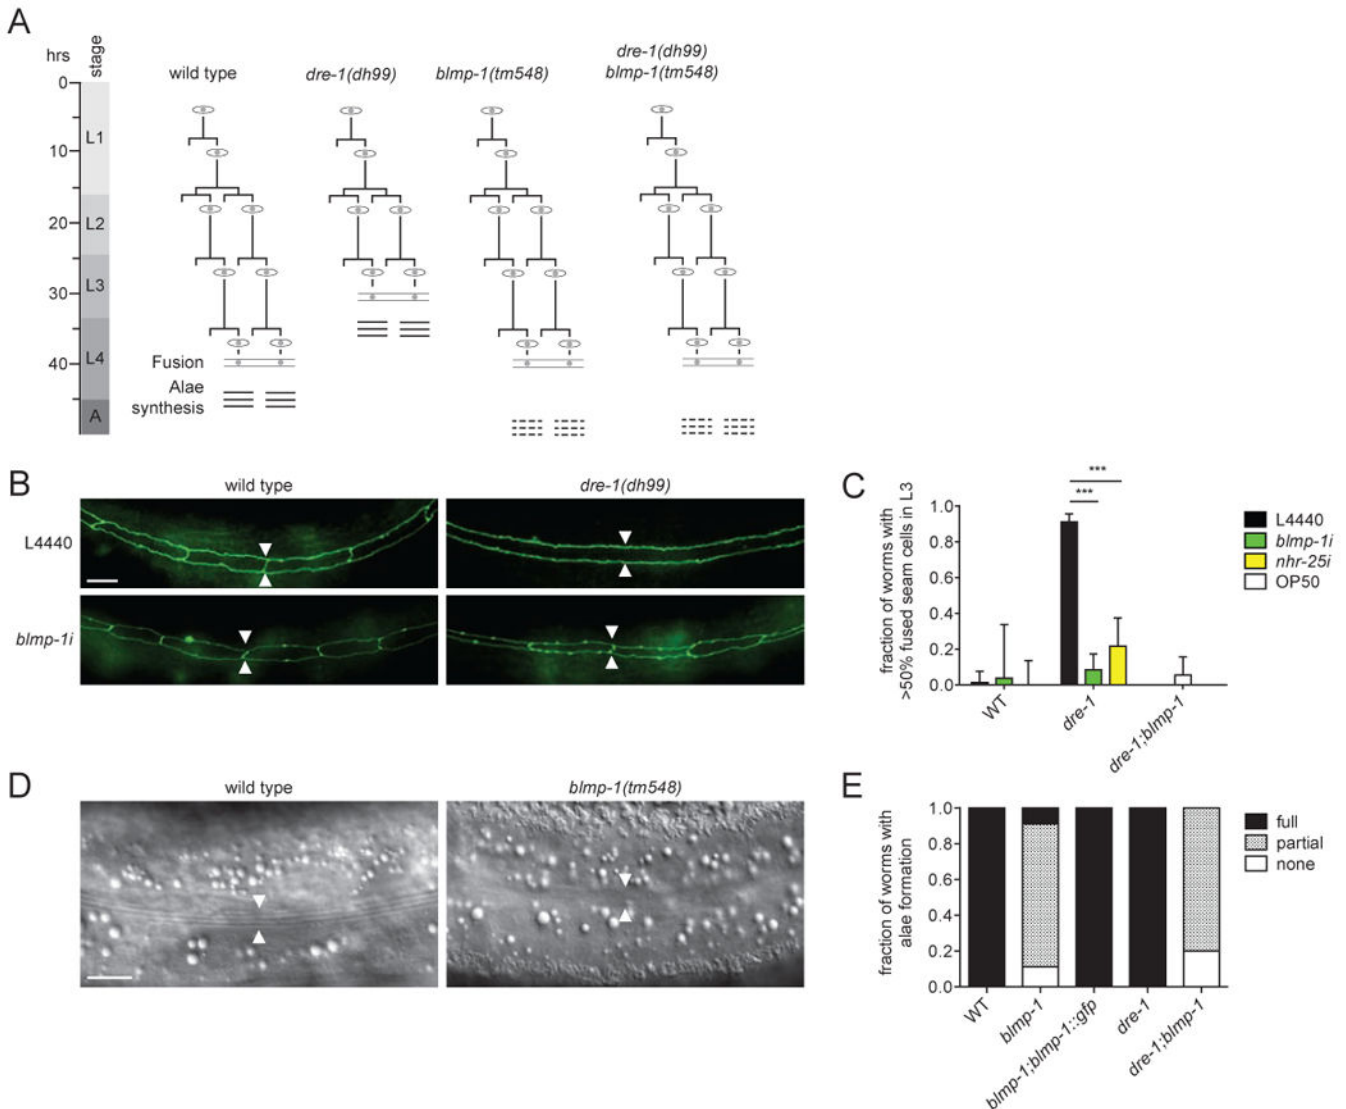 A
hrs
stage
wild type
dre-1(dh99)
blmp-1(tm548)
dre-1(dh99)
blmp-1(tm548)
0
L1
10
L2
20
L3
30
L4
40
A
Fusion
Alae
synthesis
B
wild type
dre-1(dh99)
L4440
blmp-1i
C
fraction of worms with
>50% fused seam cells in L3
1.0
0.8
0.6
0.4
0.2
0.0
***
***
WT
dre-1
dre-1;blmp-1
L4440
blmp-1i
nhr-25i
OP50
D
wild type
blmp-1(tm548)
E
fraction of worms with
alae formation
1.0
0.8
0.6
0.4
0.2
0.0
WT
blmp-1
blmp-1;blmp-1::gfp
dre-1
dre-1;blmp-1
full
partial
none